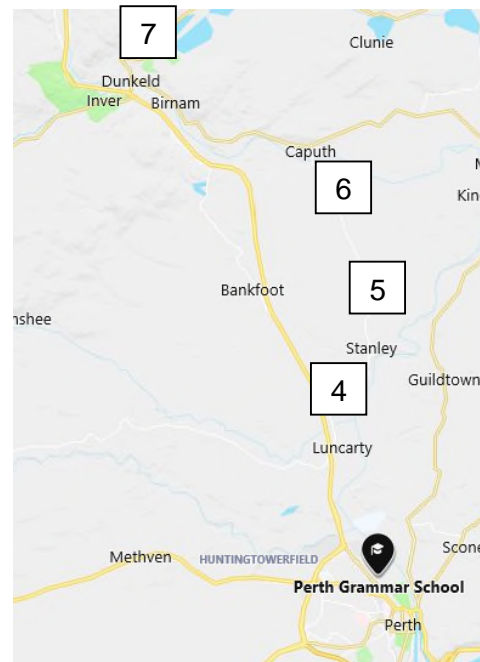 7
Clunie
Dunkeld
Inver
Birnam
Caputh
6
Kin
Bankfoot
5
nshee
Stanley
4
Guildtown
Luncarty
Methven
HUNTINGTOWERFIELD
Scone
Perth Grammar School
Perth